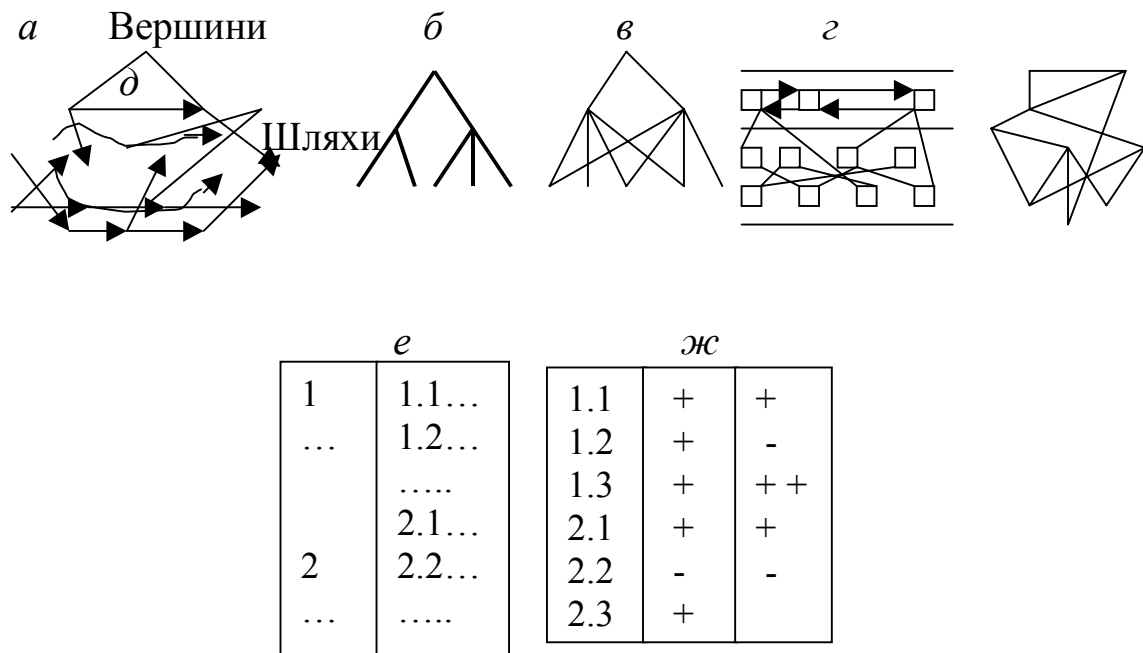 а Вершини б в г
д
Шляхи
е ж
1 1.1… 1.1 + +
… 1.2… 1.2 + -
….. 1.3 + + +
2.1… 2.1 + +
2 2.2… 2.2 - -
… ….. 2.3 +